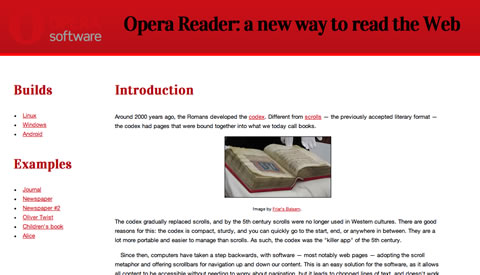 OPERA
software
Opera Reader: a new way to read the Web
Builds
Linux
Windows
Android
Examples
Journal
Newspaper
Newspaper #2
Oliver Twist
Children's book
Alice
Introduction
Around 2000 years ago, the Romans developed the codex. Different from scrolls — the previously accepted literary format —
the codex had pages that were bound together into what we today call books.
Image by Friar's Balsam.
The codex gradually replaced scrolls, and by the 5th century scrolls were no longer used in Western cultures. There are good
reasons for this: the codex is compact, sturdy, and you can quickly go to the start, end, or anywhere in between. They are a
lot more portable and easier to manage than scrolls. As such, the codex was the "killer app" of the 5th century.
Since then, computers have taken a step backwards, with software — most notably web pages — adopting the scroll
metaphor and offering scrollbars for navigation up and down our content. This is an easy solution for the software, as it allows
all content to be accessible without needing to worry about pagination, but it leads to chopped lines of text, and doesn't work